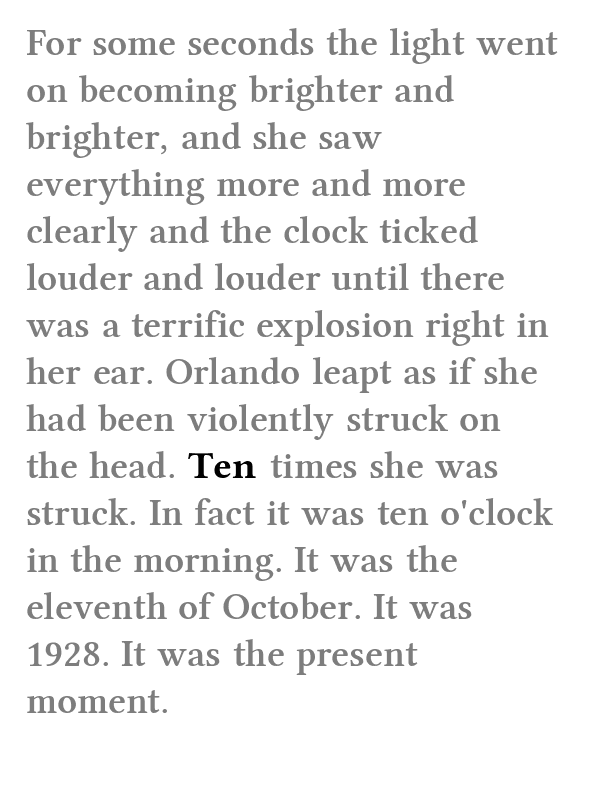 For some seconds the light went
on becoming brighter and
brighter, and she saw
everything more and more
clearly and the clock ticked
louder and louder until there
was a terrific explosion right in
her ear. Orlando leapt as if she
had been violently struck on
the head. Ten times she was
struck. In fact it was ten o'clock
in the morning. It was the
eleventh of October. It was
1928. It was the present
moment.